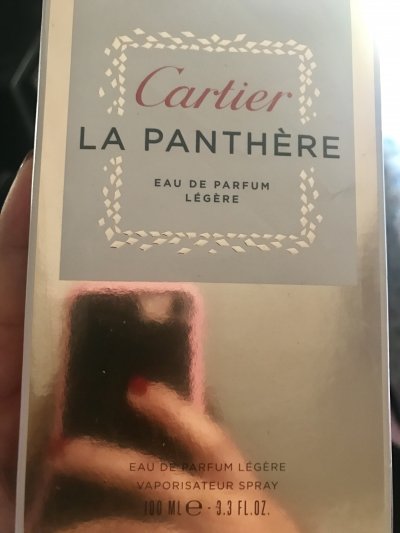 Cartier
LA PANTHÈRE
EAU DE PARFUM
LÉGÈRE
EAU DE PARFUM LÉGÈRE
VAPORISATEUR SPRAY
100 ML ℮ - 3.3 FL.OZ.